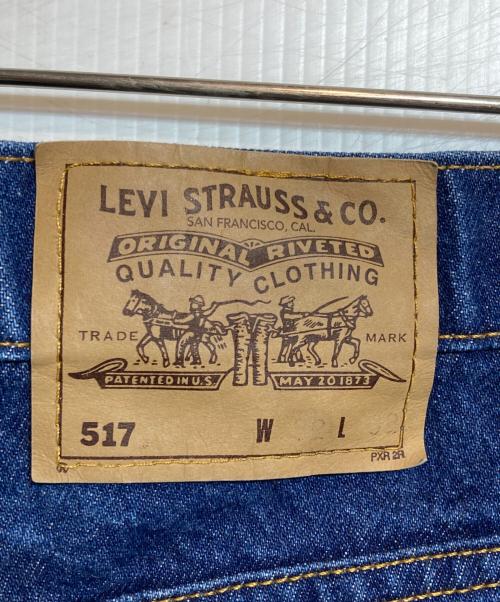 LEVI STRAUSS & CO.
SAN FRANCISCO, CAL.
ORIGINAL RIVETED
QUALITY CLOTHING
TRADE MARK
PATENTED IN U.S. MAY 20 1873
517 W L
PXR 2R